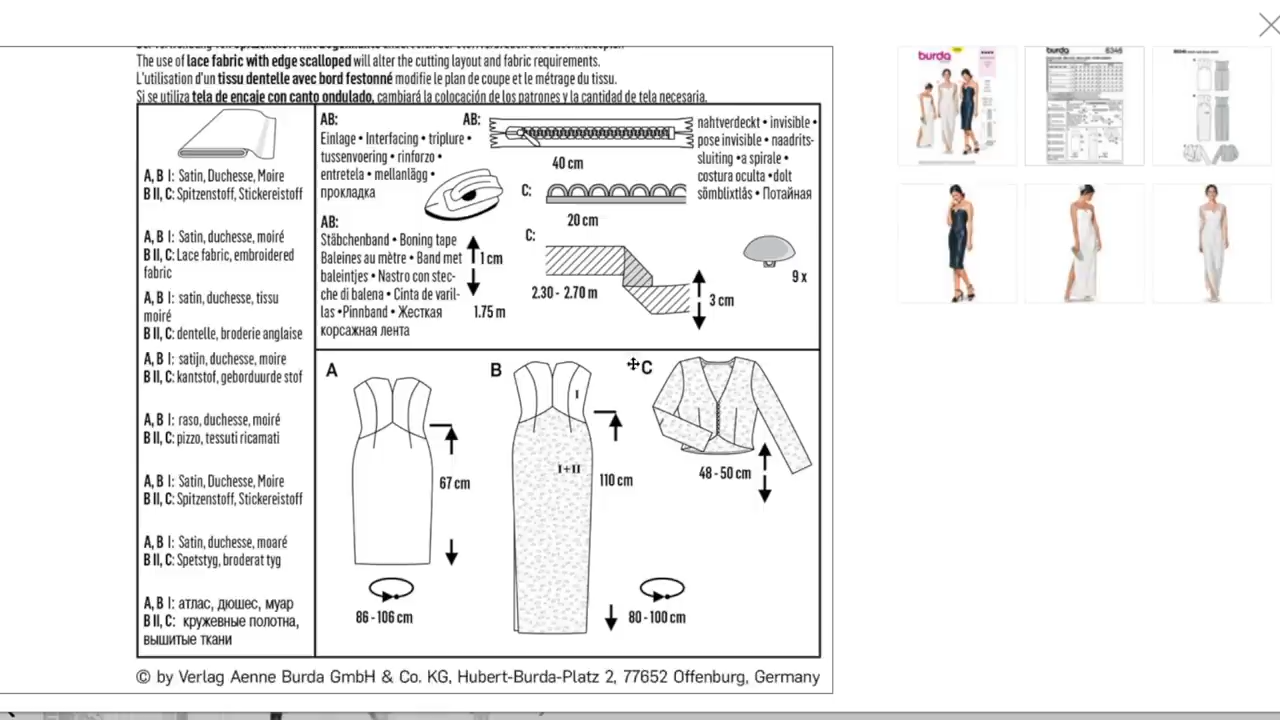 The use of lace fabric with edge scalloped will alter the cutting layout and fabric requirements.
L'utilisation d'un tissu dentelle avec bord festonné modifie le plan de coupe et le métrage du tissu.
Si se utiliza tela de encaje con canto ondulado, cambiará la colocación de los patrones y la cantidad de tela necesaria.
A, B I: Satin, Duchesse, Moire
B II, C: Spitzenstoff, Stickereistoff
A, B I: Satin, duchesse, moiré
B II, C: Lace fabric, embroidered
fabric
A, B I: satin, duchesse, tissu
moiré
B II, C: dentelle, broderie anglaise
A, B I: satijn, duchesse, moire
B II, C: kantstof, geborduurde stof
A, B I: raso, duchesse, moiré
B II, C: pizzo, tessuti ricamati
A, B I: Satin, Duchesse, Moire
B II, C: Spitzenstoff, Stickereistoff
A, B I: Satin, duchesse, moaré
B II, C: Spetstyg, broderat tyg
A, B I: атлас, дюшес, муар
B II, C: кружевные полотна,
вышитые ткани
AB:
Einlage • Interfacing • triplure •
tussenvoering • rinforzo •
entretela • mellanlägg •
прокладка
AB:
40 cm
nahtverdeckt • invisible •
pose invisible • naadrits-
sluiting •a spirale •
costura oculta •dolt
sömblixtlås • Потайная
C:
20 cm
AB:
Stäbchenband • Boning tape
Baleines au mètre • Band met
baleintjes • Nastro con stec-
che di balena • Cinta de varil-
las •Pinnband • Жесткая
корсажная лента
1 cm
1.75 m
C:
2.30 - 2.70 m
3 cm
9 x
A
67 cm
86 - 106 cm
B
I
I+II
110 cm
80 - 100 cm
C
48 - 50 cm
© by Verlag Aenne Burda GmbH & Co. KG, Hubert-Burda-Platz 2, 77652 Offenburg, Germany
burda
burda 6346